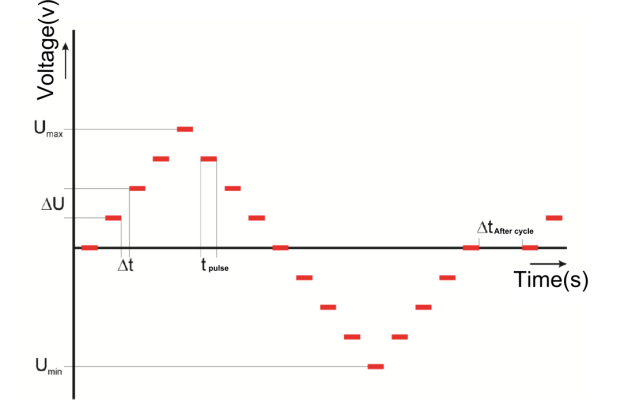 Voltage(v)
Umax
ΔU
Δt
tpulse
ΔtAfter cycle
Time(s)
Umin